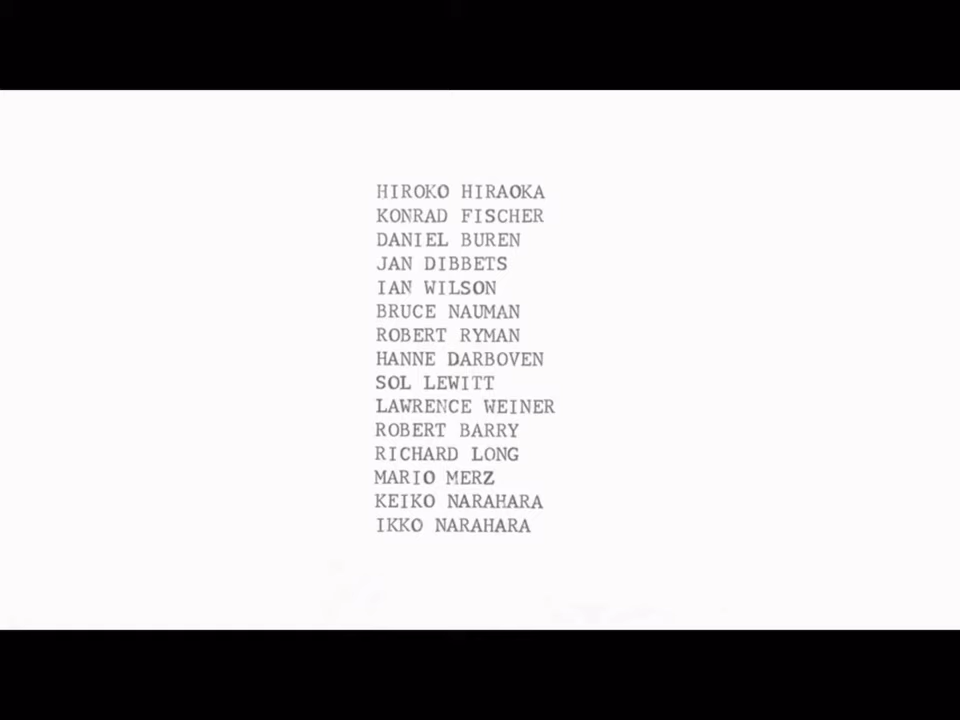 HIROKO HIRAOKA
KONRAD FISCHER
DANIEL BUREN
JAN DIBBETS
IAN WILSON
BRUCE NAUMAN
ROBERT RYMAN
HANNE DARBOVEN
SOL LEWITT
LAWRENCE WEINER
ROBERT BARRY
RICHARD LONG
MARIO MERZ
KEIKO NARAHARA
IKKO NARAHARA